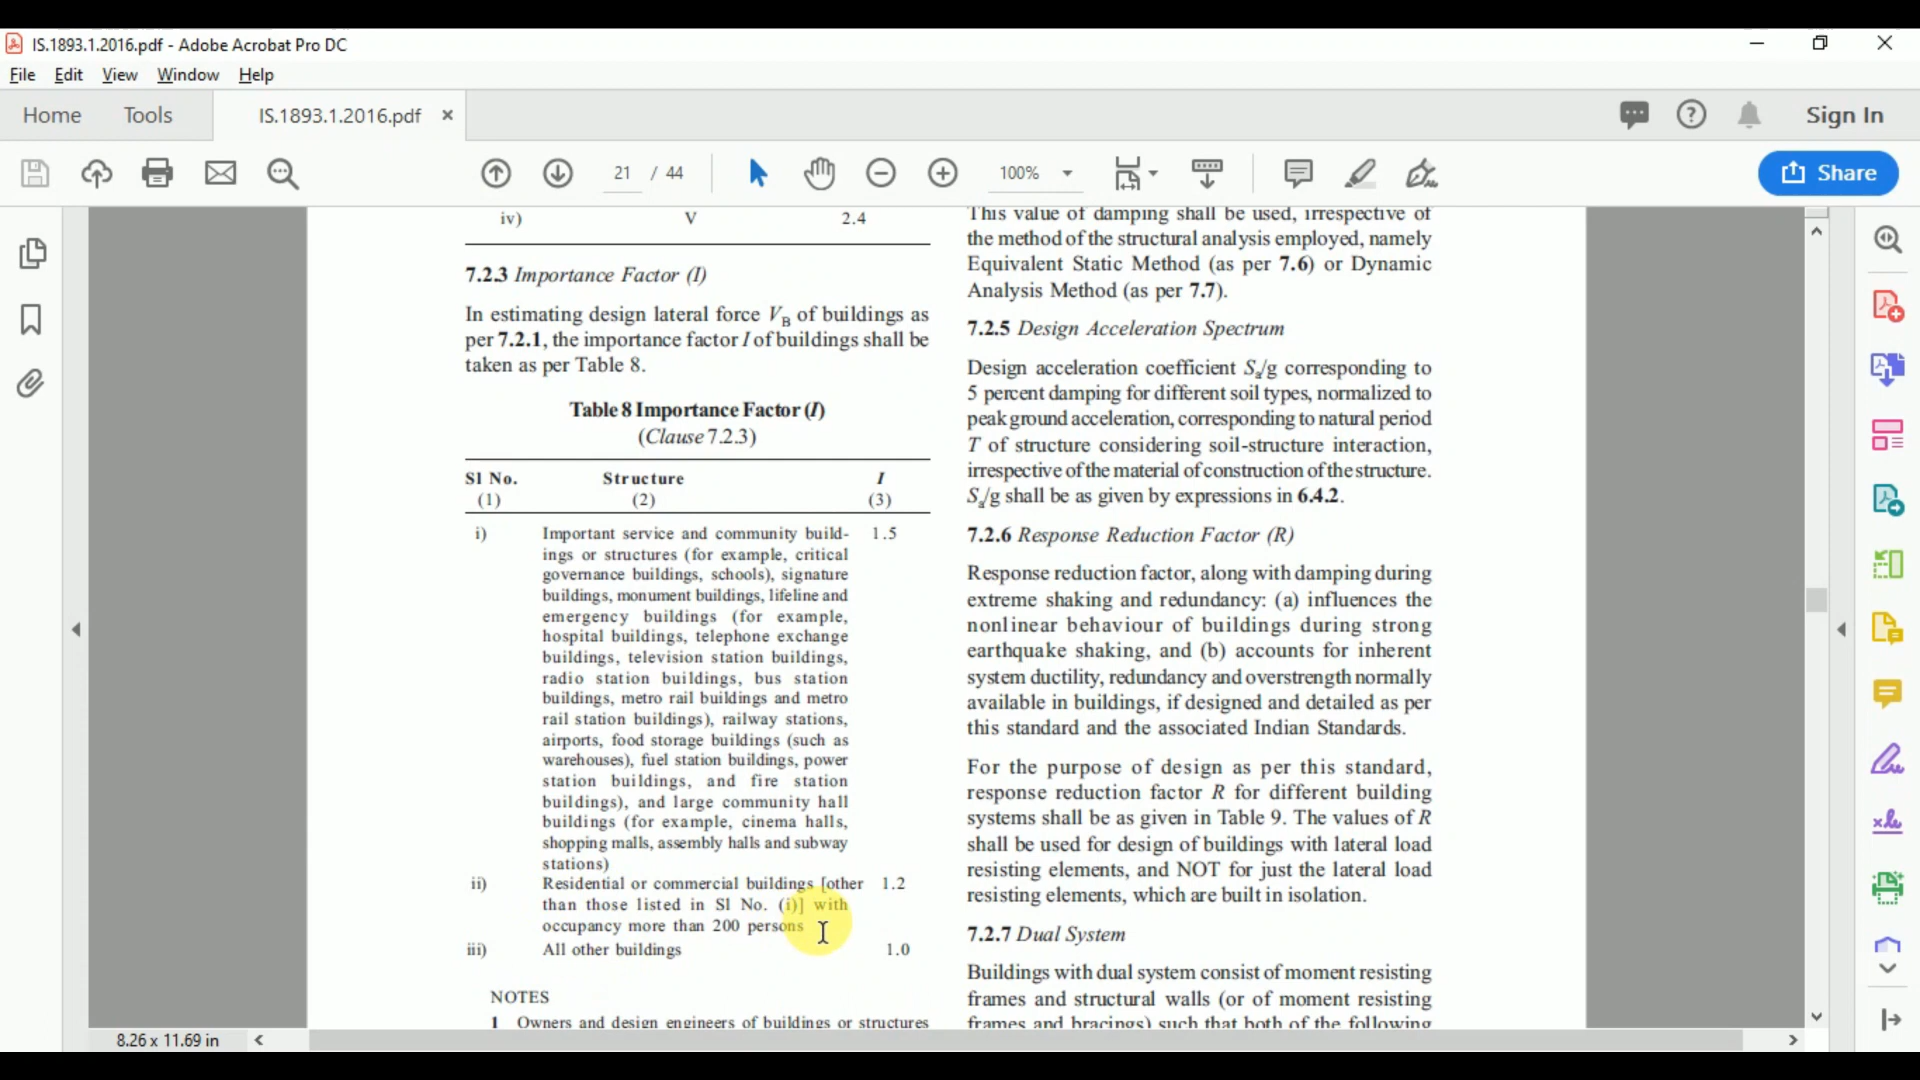 IS.1893.1.2016.pdf - Adobe Acrobat Pro DC
File Edit View Window Help
Home Tools IS.1893.1.2016.pdf × Sign In
21 / 44 100% Share
iv) V 2.4
7.2.3 Importance Factor (I)
In estimating design lateral force VB of buildings as
per 7.2.1, the importance factor I of buildings shall be
taken as per Table 8.
Table 8 Importance Factor (I)
(Clause 7.2.3)
Sl No. Structure I
(1) (2) (3)
i) Important service and community build- 1.5
ings or structures (for example, critical
governance buildings, schools), signature
buildings, monument buildings, lifeline and
emergency buildings (for example,
hospital buildings, telephone exchange
buildings, television station buildings,
radio station buildings, bus station
buildings, metro rail buildings and metro
rail station buildings), railway stations,
airports, food storage buildings (such as
warehouses), fuel station buildings, power
station buildings, and fire station
buildings), and large community hall
buildings (for example, cinema halls,
shopping malls, assembly halls and subway
stations)
ii) Residential or commercial buildings [other 1.2
than those listed in Sl No. (i)] with
occupancy more than 200 persons
iii) All other buildings 1.0
NOTES
1 Owners and design engineers of buildings or structures
This value of damping shall be used, irrespective of
the method of the structural analysis employed, namely
Equivalent Static Method (as per 7.6) or Dynamic
Analysis Method (as per 7.7).
7.2.5 Design Acceleration Spectrum
Design acceleration coefficient Sa/g corresponding to
5 percent damping for different soil types, normalized to
peak ground acceleration, corresponding to natural period
T of structure considering soil-structure interaction,
irrespective of the material of construction of the structure.
Sa/g shall be as given by expressions in 6.4.2.
7.2.6 Response Reduction Factor (R)
Response reduction factor, along with damping during
extreme shaking and redundancy: (a) influences the
nonlinear behaviour of buildings during strong
earthquake shaking, and (b) accounts for inherent
system ductility, redundancy and overstrength normally
available in buildings, if designed and detailed as per
this standard and the associated Indian Standards.
For the purpose of design as per this standard,
response reduction factor R for different building
systems shall be as given in Table 9. The values of R
shall be used for design of buildings with lateral load
resisting elements, and NOT for just the lateral load
resisting elements, which are built in isolation.
7.2.7 Dual System
Buildings with dual system consist of moment resisting
frames and structural walls (or of moment resisting
frames and bracings) such that both of the following
8.26 x 11.69 in